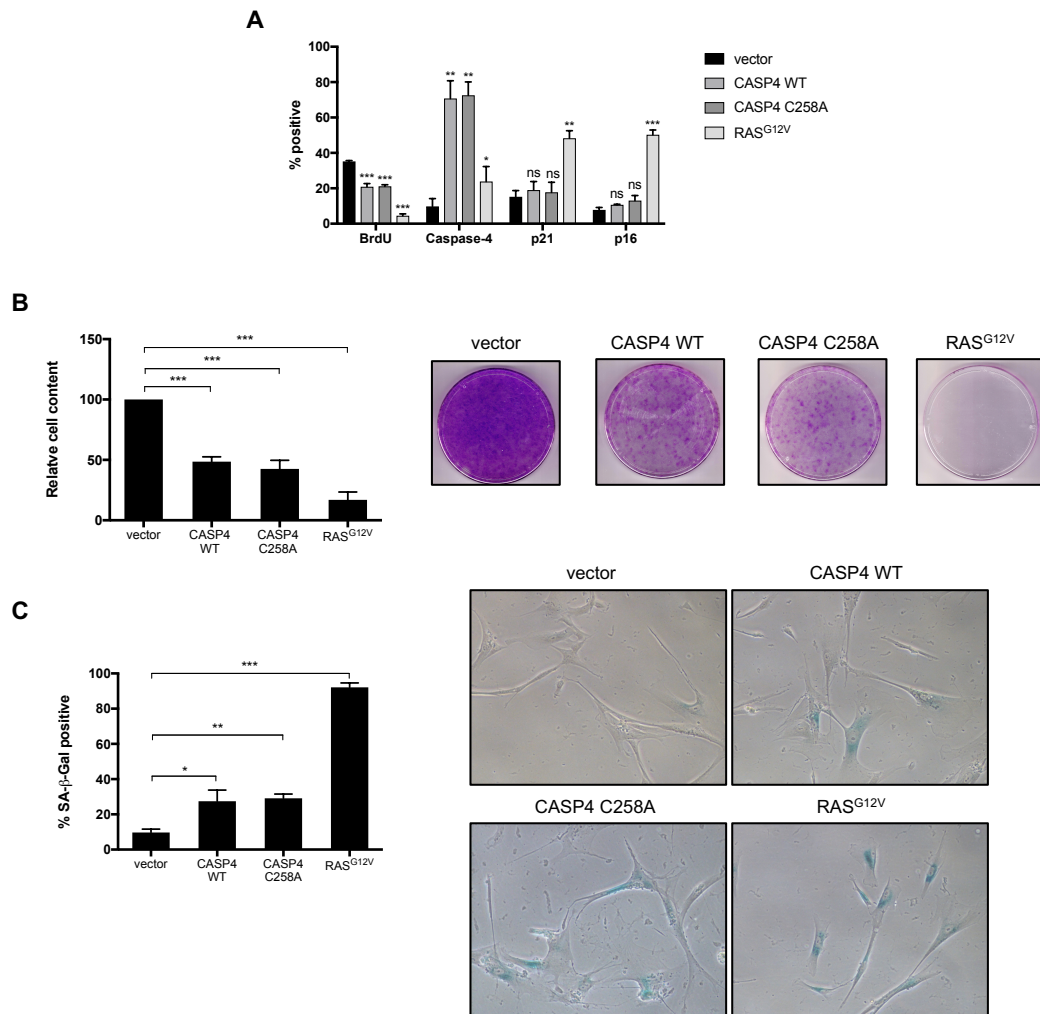 A
% positive
100
80
60
40
20
0
*** *** ***
** ** *
ns ns **
ns ns ***
BrdU Caspase-4 p21 p16
vector
CASP4 WT
CASP4 C258A
RAS^G12V
B
Relative cell content
150
100
50
0
***
***
***
vector CASP4 WT CASP4 C258A RAS^G12V
vector CASP4 WT CASP4 C258A RAS^G12V
C
% SA-β-Gal positive
100
80
60
40
20
0
***
**
*
vector CASP4 WT CASP4 C258A RAS^G12V
vector CASP4 WT
CASP4 C258A RAS^G12V